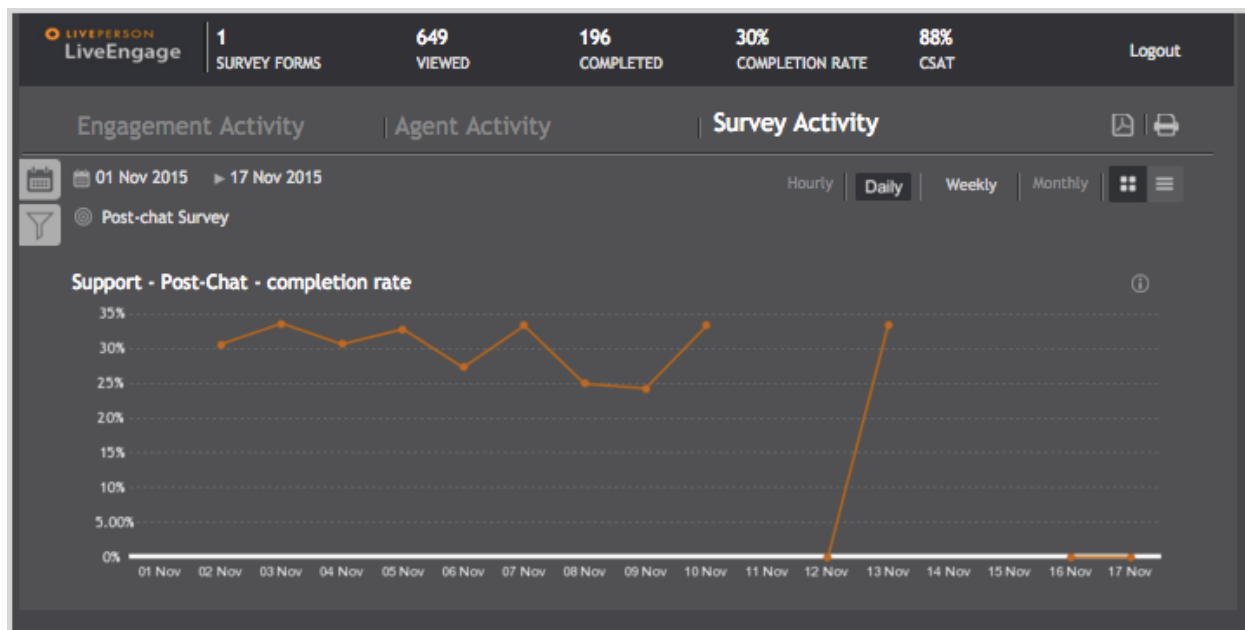 LIVEPERSON
LiveEngage
1
SURVEY FORMS
649
VIEWED
196
COMPLETED
30%
COMPLETION RATE
88%
CSAT
Logout
Engagement Activity
Agent Activity
Survey Activity
01 Nov 2015 ▸ 17 Nov 2015
Hourly
Daily
Weekly
Monthly
Post-chat Survey
Support - Post-Chat - completion rate
35%
30%
25%
20%
15%
10%
5.00%
0%
01 Nov 02 Nov 03 Nov 04 Nov 05 Nov 06 Nov 07 Nov 08 Nov 09 Nov 10 Nov 11 Nov 12 Nov 13 Nov 14 Nov 15 Nov 16 Nov 17 Nov